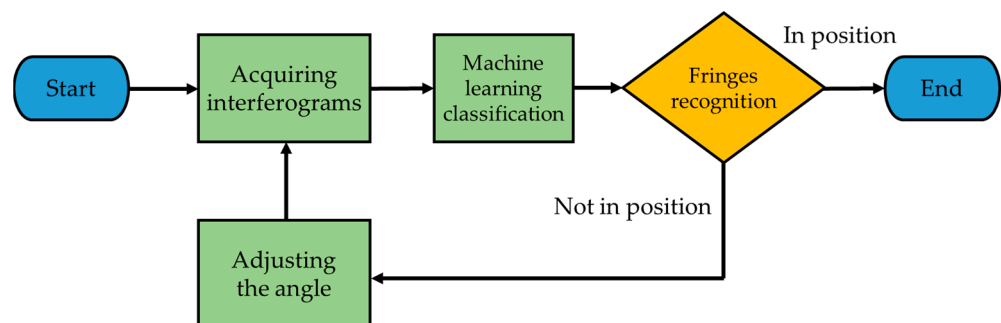 Start
Acquiring
interferograms
Machine
learning
classification
Fringes
recognition
In position
End
Not in position
Adjusting
the angle